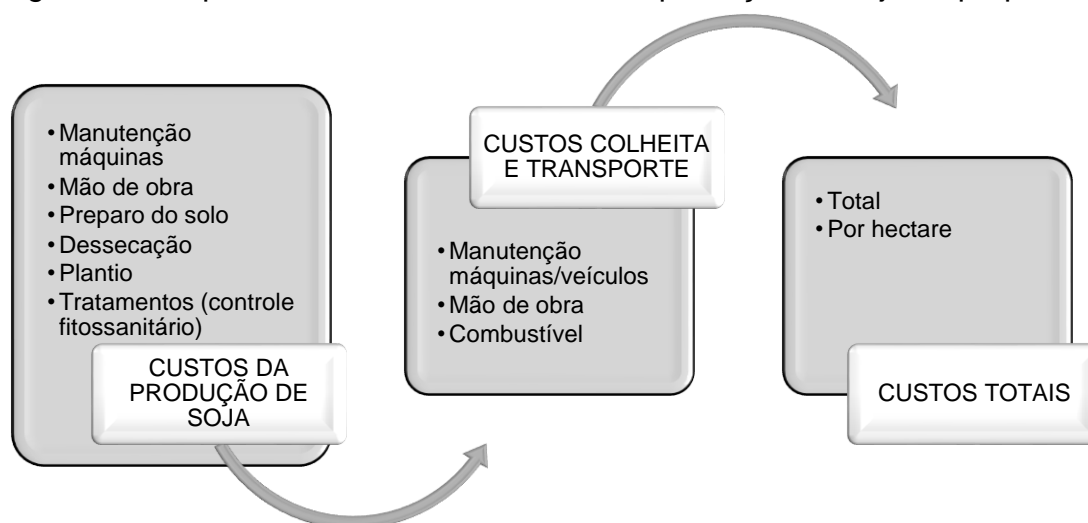 • Manutenção
máquinas
• Mão de obra
• Preparo do solo
• Dessecação
• Plantio
• Tratamentos (controle
fitossanitário)
CUSTOS DA
PRODUÇÃO DE
SOJA
CUSTOS COLHEITA
E TRANSPORTE
• Manutenção
máquinas/veículos
• Mão de obra
• Combustível
• Total
• Por hectare
CUSTOS TOTAIS